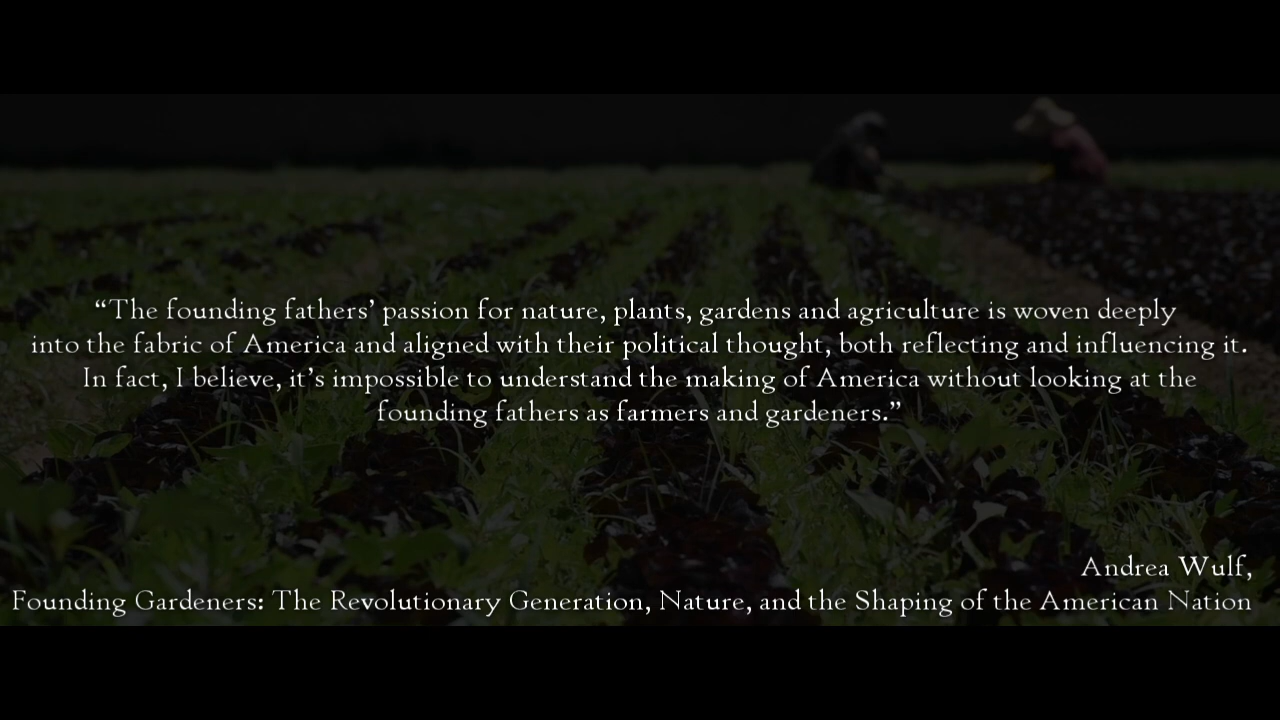 “The founding fathers’ passion for nature, plants, gardens and agriculture is woven deeply
into the fabric of America and aligned with their political thought, both reflecting and influencing it.
In fact, I believe, it’s impossible to understand the making of America without looking at the
founding fathers as farmers and gardeners.”
Andrea Wulf,
Founding Gardeners: The Revolutionary Generation, Nature, and the Shaping of the American Nation